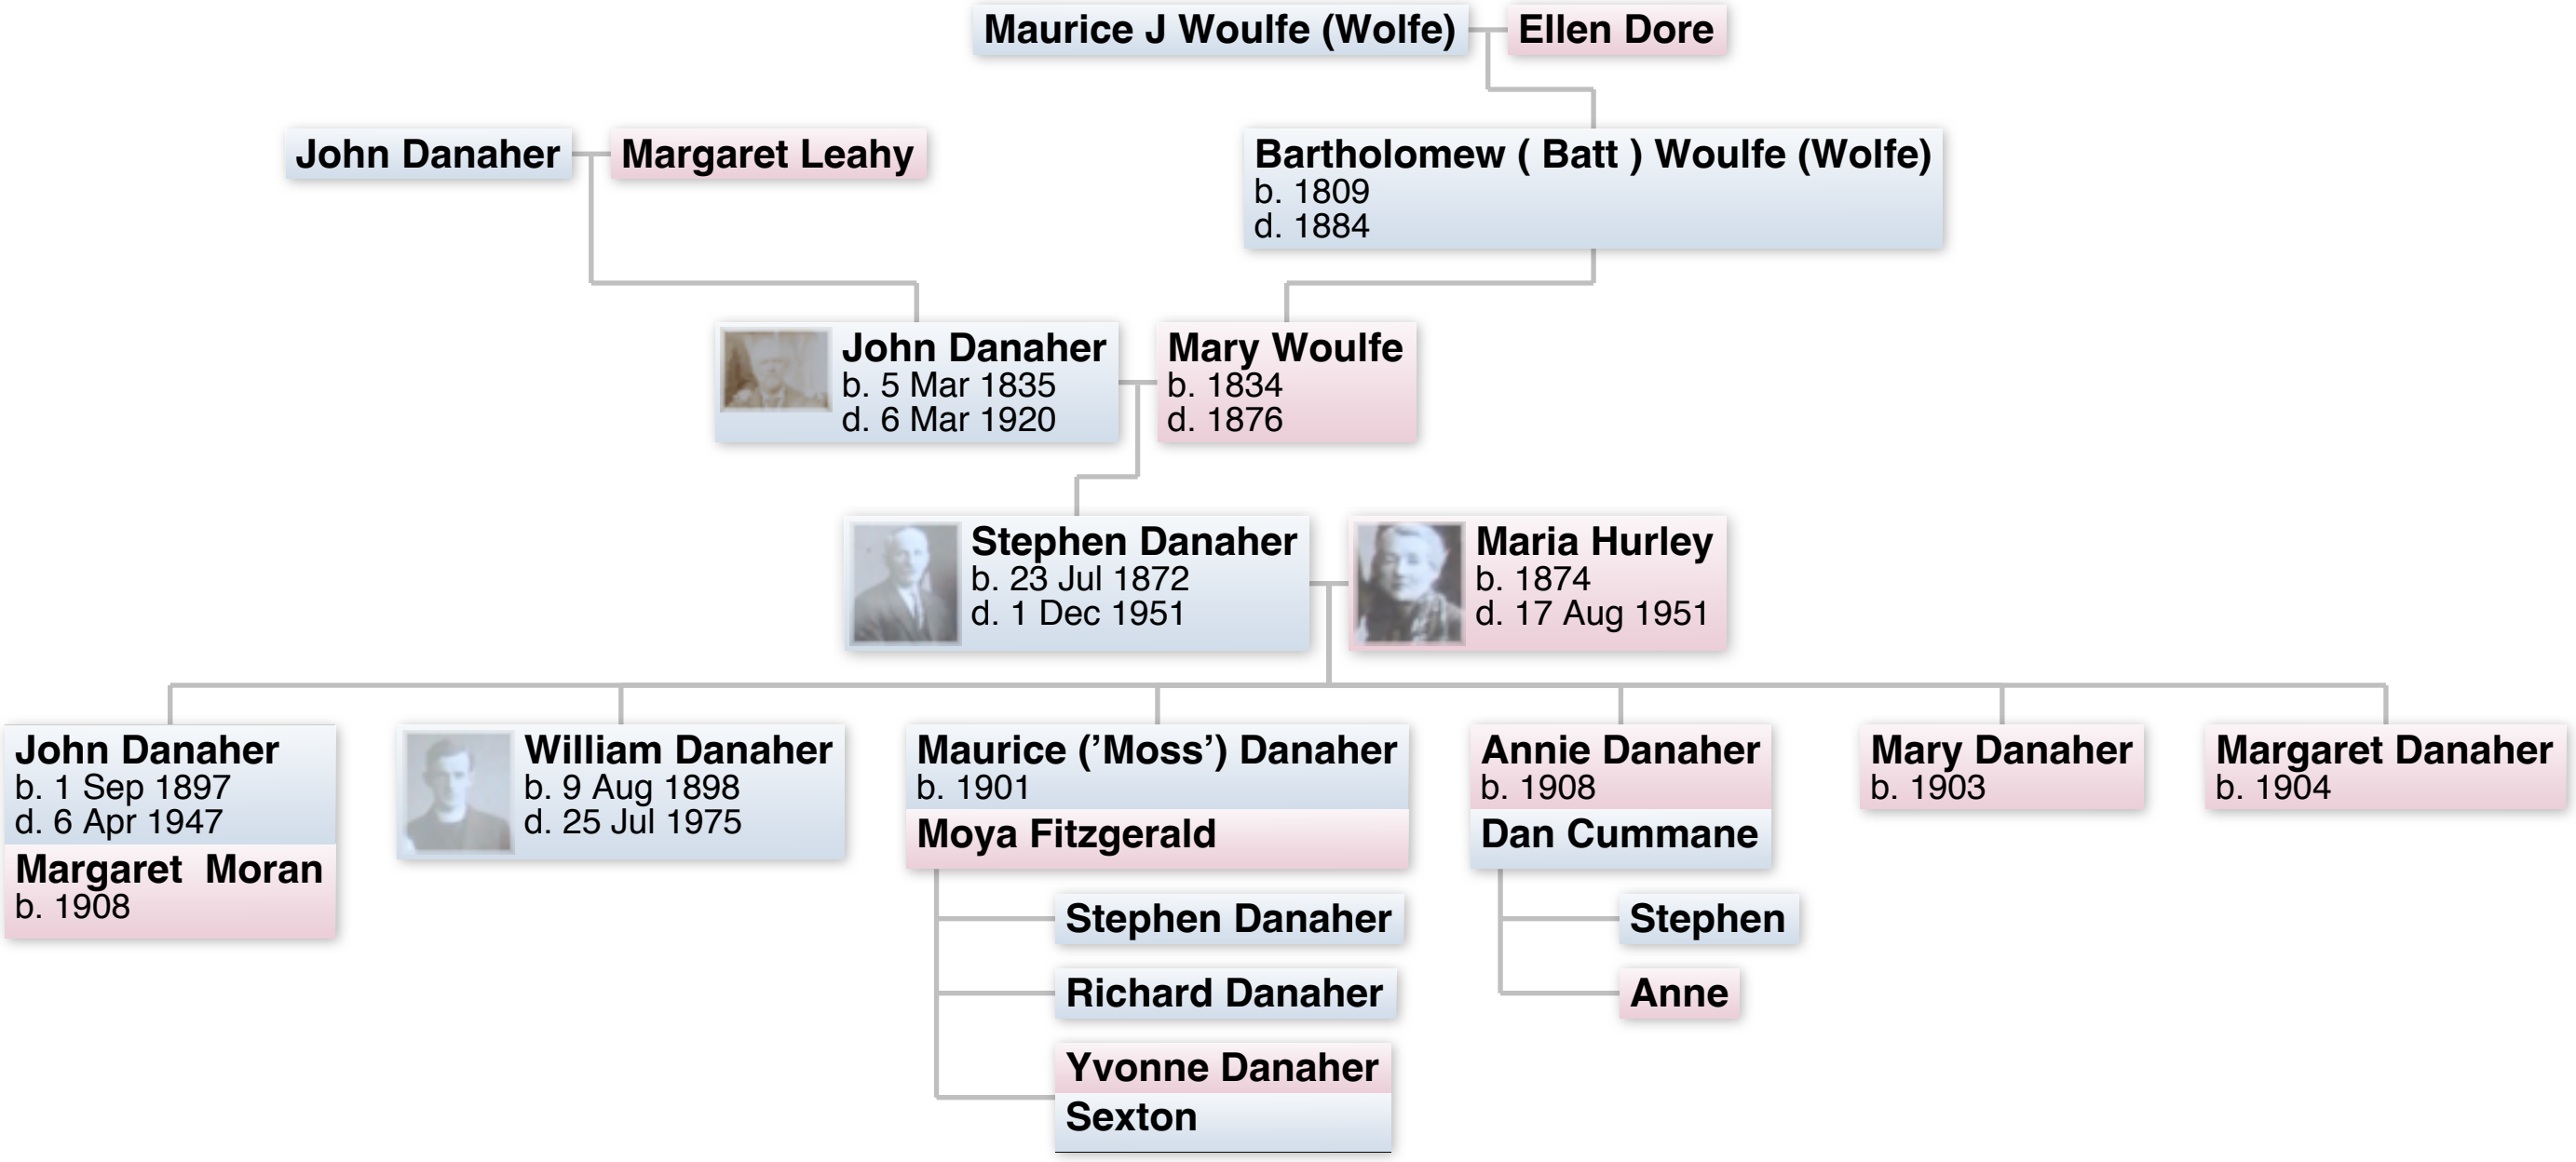 Maurice J Woulfe (Wolfe)
Ellen Dore
John Danaher
Margaret Leahy
Bartholomew ( Batt ) Woulfe (Wolfe)
b. 1809
d. 1884
John Danaher
b. 5 Mar 1835
d. 6 Mar 1920
Mary Woulfe
b. 1834
d. 1876
Stephen Danaher
b. 23 Jul 1872
d. 1 Dec 1951
Maria Hurley
b. 1874
d. 17 Aug 1951
John Danaher
b. 1 Sep 1897
d. 6 Apr 1947
Margaret  Moran
b. 1908
William Danaher
b. 9 Aug 1898
d. 25 Jul 1975
Maurice (’Moss’) Danaher
b. 1901
Moya Fitzgerald
Stephen Danaher
Richard Danaher
Yvonne Danaher
Sexton
Annie Danaher
b. 1908
Dan Cummane
Stephen
Anne
Mary Danaher
b. 1903
Margaret Danaher
b. 1904